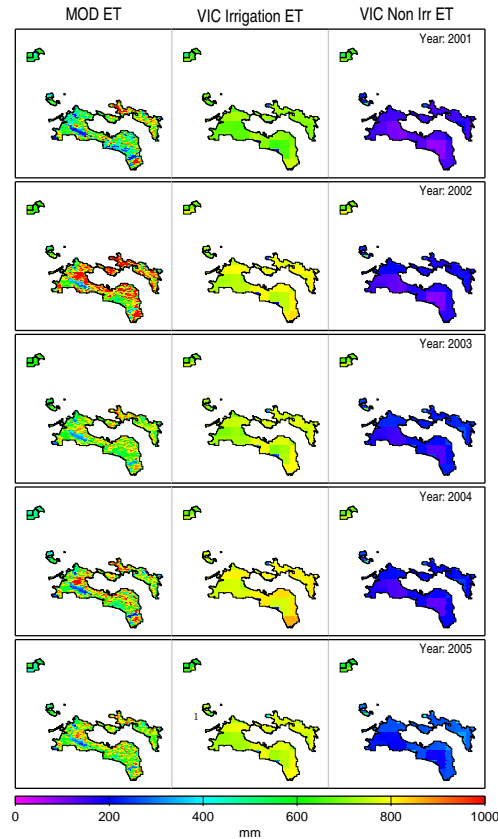 MOD ET VIC Irrigation ET VIC Non Irr ET
Year: 2001
Year: 2002
Year: 2003
Year: 2004
Year: 2005
1
0 200 400 600 800 1000
mm